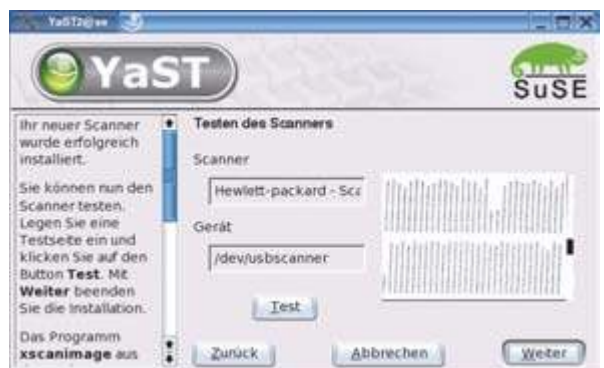 YaST2@
YaST
SuSE
Ihr neuer Scanner
wurde erfolgreich
installiert.
Sie können nun den
Scanner testen.
Legen Sie eine
Testseite ein und
klicken Sie auf den
Button Test. Mit
Weiter beenden
Sie die Installation.
Das Programm
xscanimage aus
Testen des Scanners
Scanner
Hewlett-packard - Sca
Gerät
/dev/usbscanner
Test
Zurück
Abbrechen
Weiter